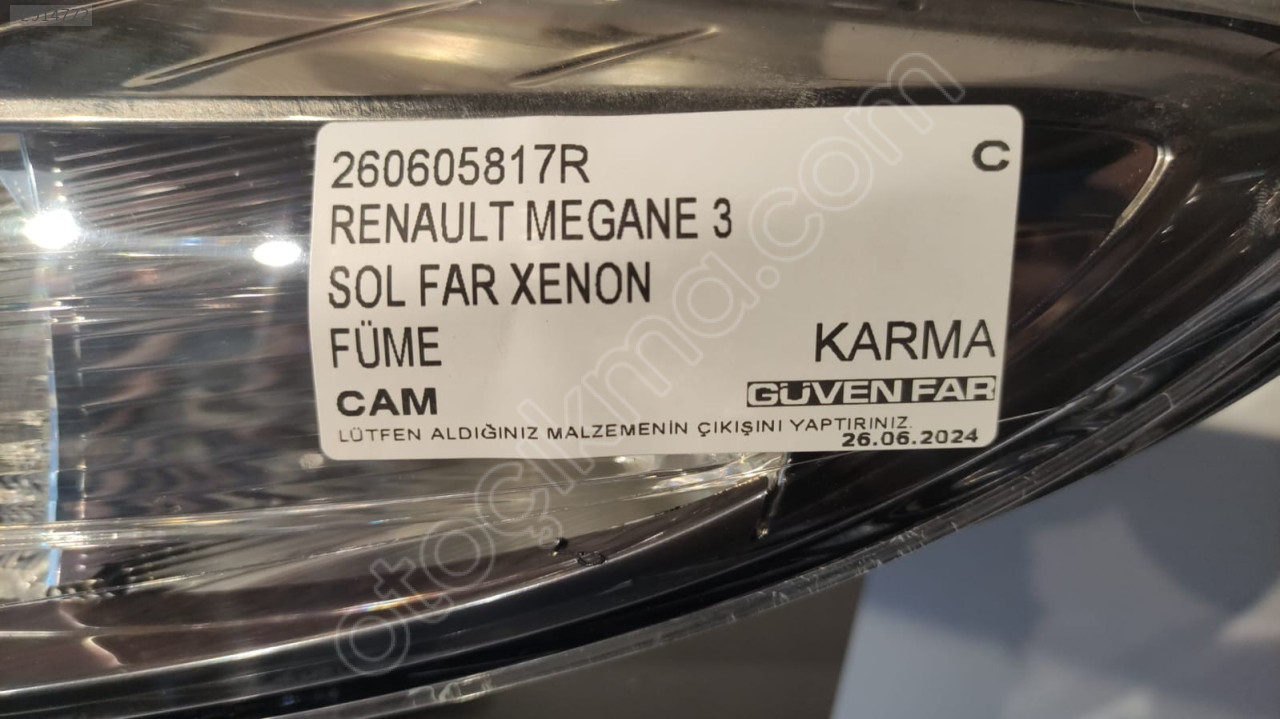 2514771
260605817R
C
RENAULT MEGANE 3
SOL FAR XENON
FÜME
KARMA
CAM
GÜVEN FAR
LÜTFEN ALDIĞINIZ MALZEMENİN ÇIKIŞINI YAPTIRINIZ.
26.06.2024
otoçıkma.com